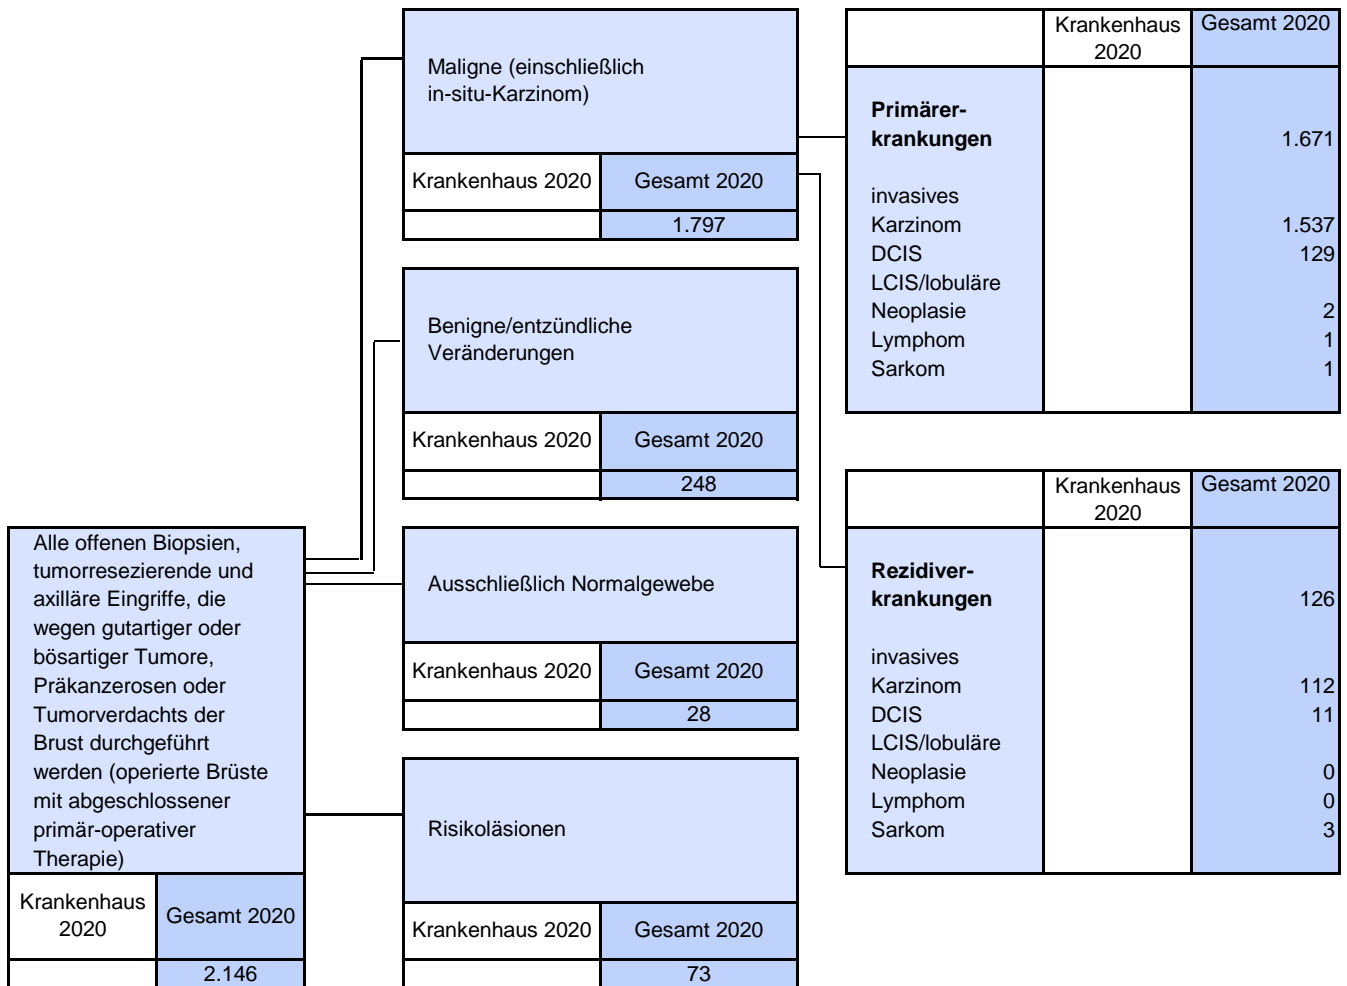 Alle offenen Biopsien,
tumorresezierende und
axilläre Eingriffe, die
wegen gutartiger oder
bösartiger Tumore,
Präkanzerosen oder
Tumorverdachts der
Brust durchgeführt
werden (operierte Brüste
mit abgeschlossener
primär-operativer
Therapie)
Krankenhaus
2020
Gesamt 2020
2.146
Maligne (einschließlich
in-situ-Karzinom)
Krankenhaus 2020 Gesamt 2020
1.797
Benigne/entzündliche
Veränderungen
Krankenhaus 2020 Gesamt 2020
248
Ausschließlich Normalgewebe
Krankenhaus 2020 Gesamt 2020
28
Risikoläsionen
Krankenhaus 2020 Gesamt 2020
73
Krankenhaus
2020
Gesamt 2020
Primärer-
krankungen 1.671
invasives
Karzinom 1.537
DCIS 129
LCIS/lobuläre
Neoplasie 2
Lymphom 1
Sarkom 1
Krankenhaus
2020
Gesamt 2020
Rezidiver-
krankungen 126
invasives
Karzinom 112
DCIS 11
LCIS/lobuläre
Neoplasie 0
Lymphom 0
Sarkom 3